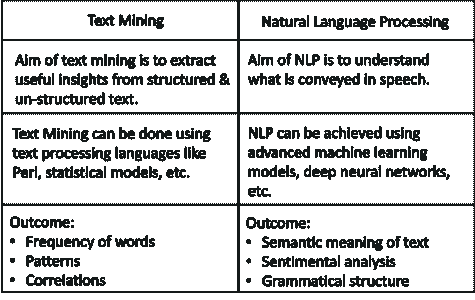 Text Mining
Natural Language Processing
Aim of text mining is to extract
useful insights from structured &
un-structured text.
Aim of NLP is to understand
what is conveyed in speech.
Text Mining can be done using
text processing languages like
Perl, statistical models, etc.
NLP can be achieved using
advanced machine learning
models, deep neural networks,
etc.
Outcome:
• Frequency of words
• Patterns
• Correlations
Outcome:
• Semantic meaning of text
• Sentimental analysis
• Grammatical structure